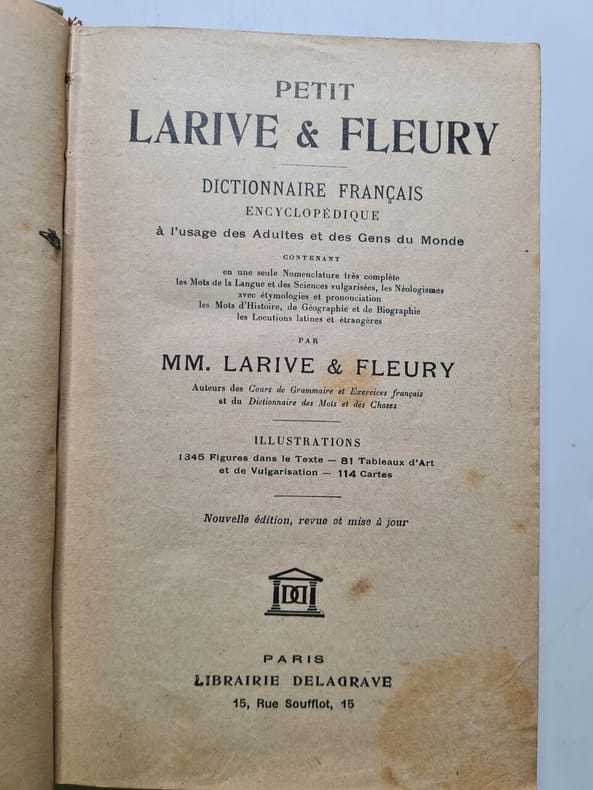 PETIT
LARIVE & FLEURY
DICTIONNAIRE FRANÇAIS
ENCYCLOPÉDIQUE
à l'usage des Adultes et des Gens du Monde
CONTENANT
en une seule Nomenclature très complète
les Mots de la Langue et des Sciences vulgarisées, les Néologismes
avec étymologies et prononciation
les Mots d'Histoire, de Géographie et de Biographie
les Locutions latines et étrangères
PAR
MM. LARIVE & FLEURY
Auteurs des Cours de Grammaire et Exercices français
et du Dictionnaire des Mots et des Choses
ILLUSTRATIONS
1345 Figures dans le Texte — 81 Tableaux d'Art
et de Vulgarisation — 114 Cartes
Nouvelle édition, revue et mise à jour
PARIS
LIBRAIRIE DELAGRAVE
15, Rue Soufflot, 15